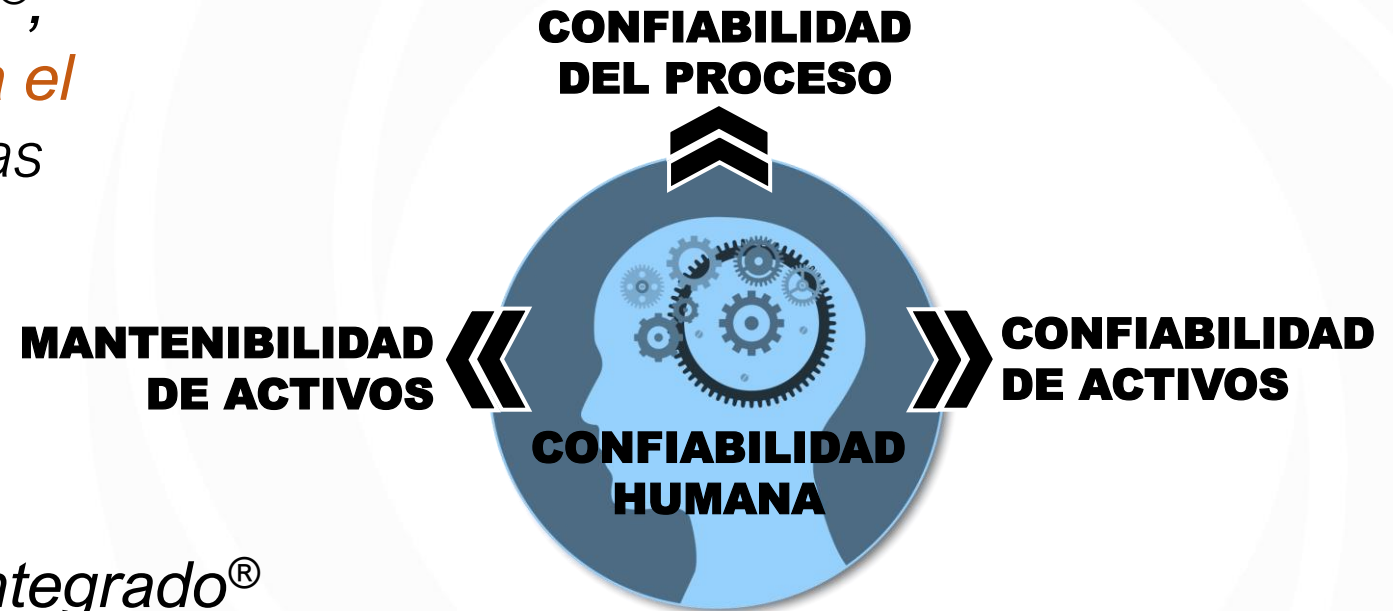 ®,
el
as
CONFIABILIDAD
DEL PROCESO
MANTENIBILIDAD
DE ACTIVOS
CONFIABILIDAD
DE ACTIVOS
CONFIABILIDAD
HUMANA
ntegrado®